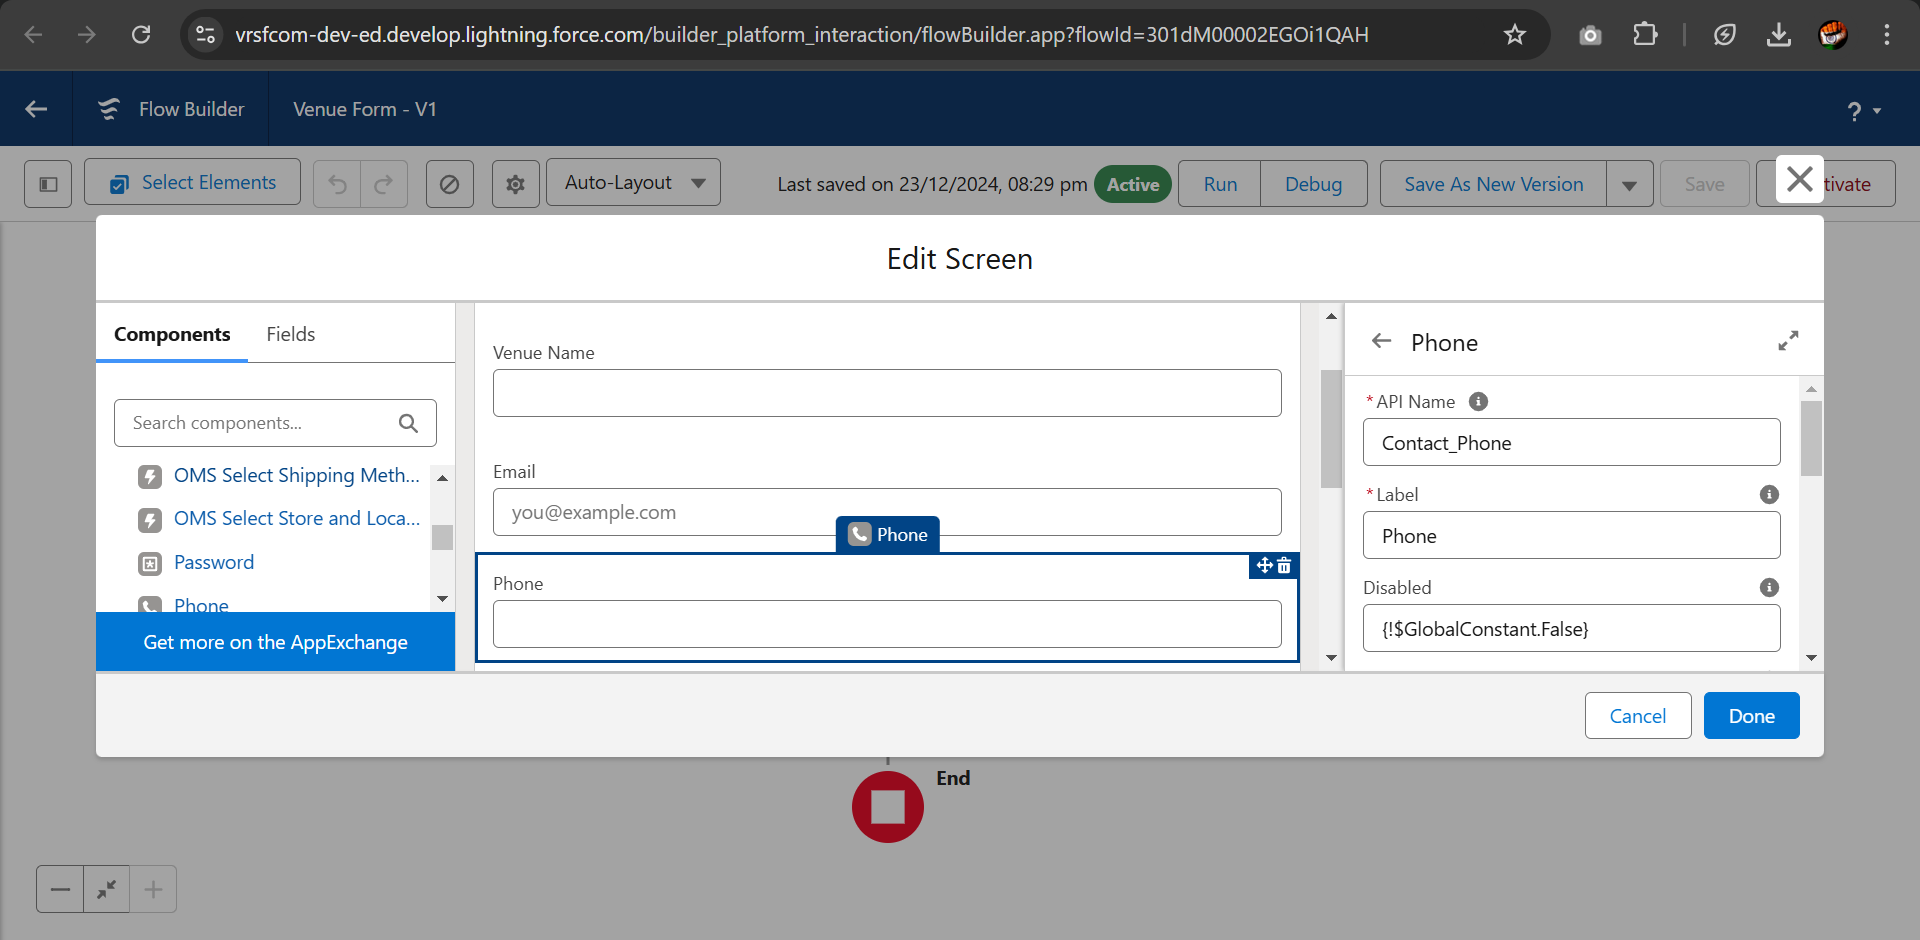 vrsfcom-dev-ed.develop.lightning.force.com/builder_platform_interaction/flowBuilder.app?flowId=301dM00002EGOi1QAH
Flow Builder
Venue Form - V1
?
Select Elements
Auto-Layout
Last saved on 23/12/2024, 08:29 pm
Active
Run
Debug
Save As New Version
Save
tivate
Edit Screen
Components
Fields
Search components...
OMS Select Shipping Meth...
OMS Select Store and Loca...
Password
Phone
Get more on the AppExchange
Venue Name
Email
you@example.com
Phone
Phone
Phone
*API Name
Contact_Phone
*Label
Phone
Disabled
{!$GlobalConstant.False}
Cancel
Done
End